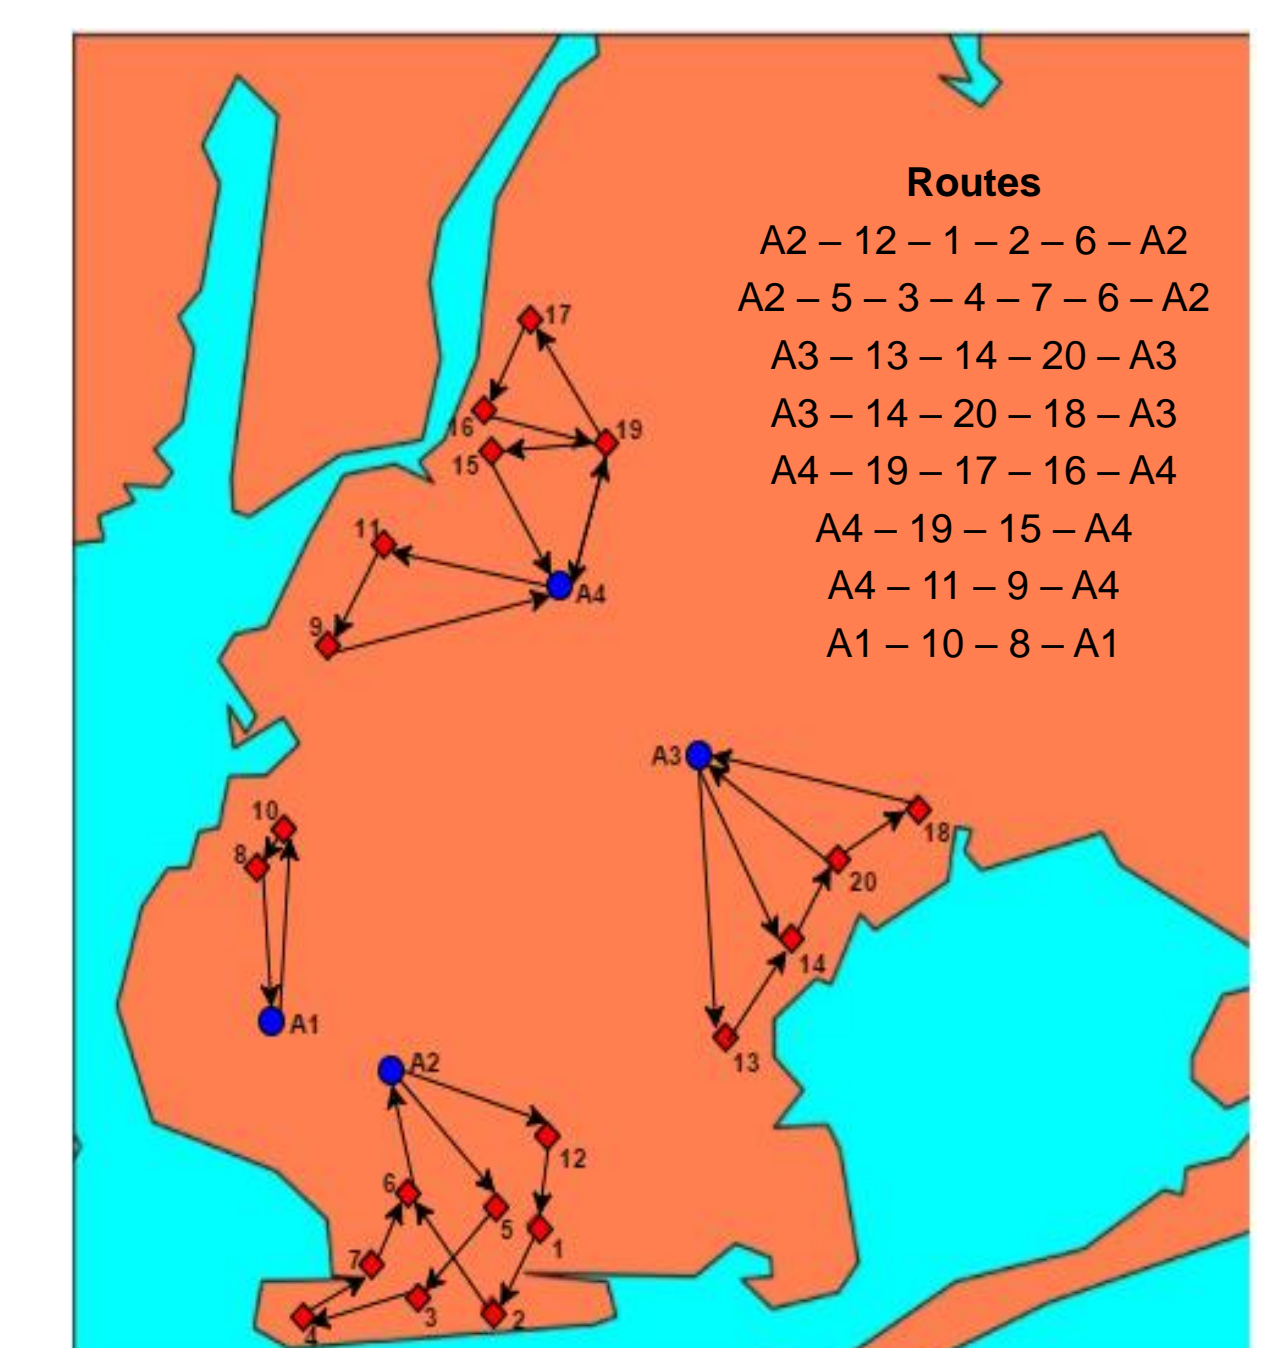 Routes
A2 – 12 – 1 – 2 – 6 – A2
A2 – 5 – 3 – 4 – 7 – 6 – A2
A3 – 13 – 14 – 20 – A3
A3 – 14 – 20 – 18 – A3
A4 – 19 – 17 – 16 – A4
A4 – 19 – 15 – A4
A4 – 11 – 9 – A4
A1 – 10 – 8 – A1
17
16
19
15
11
A4
9
A3
10
18
8
20
14
A1
13
A2
12
6
5
1
7
3
2
4